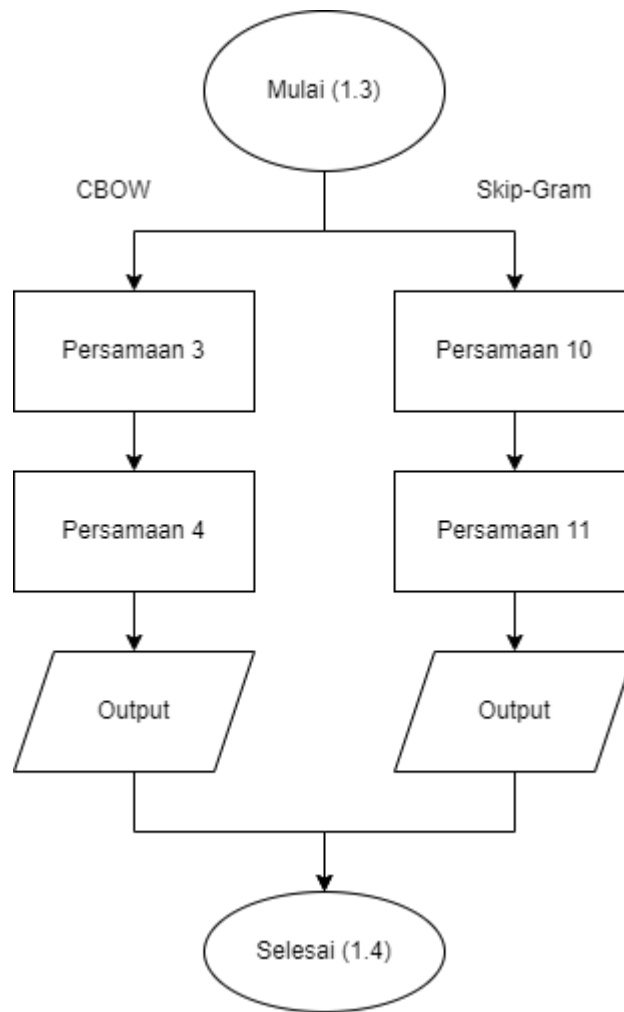 Mulai (1.3)
CBOW
Skip-Gram
Persamaan 3
Persamaan 10
Persamaan 4
Persamaan 11
Output
Output
Selesai (1.4)